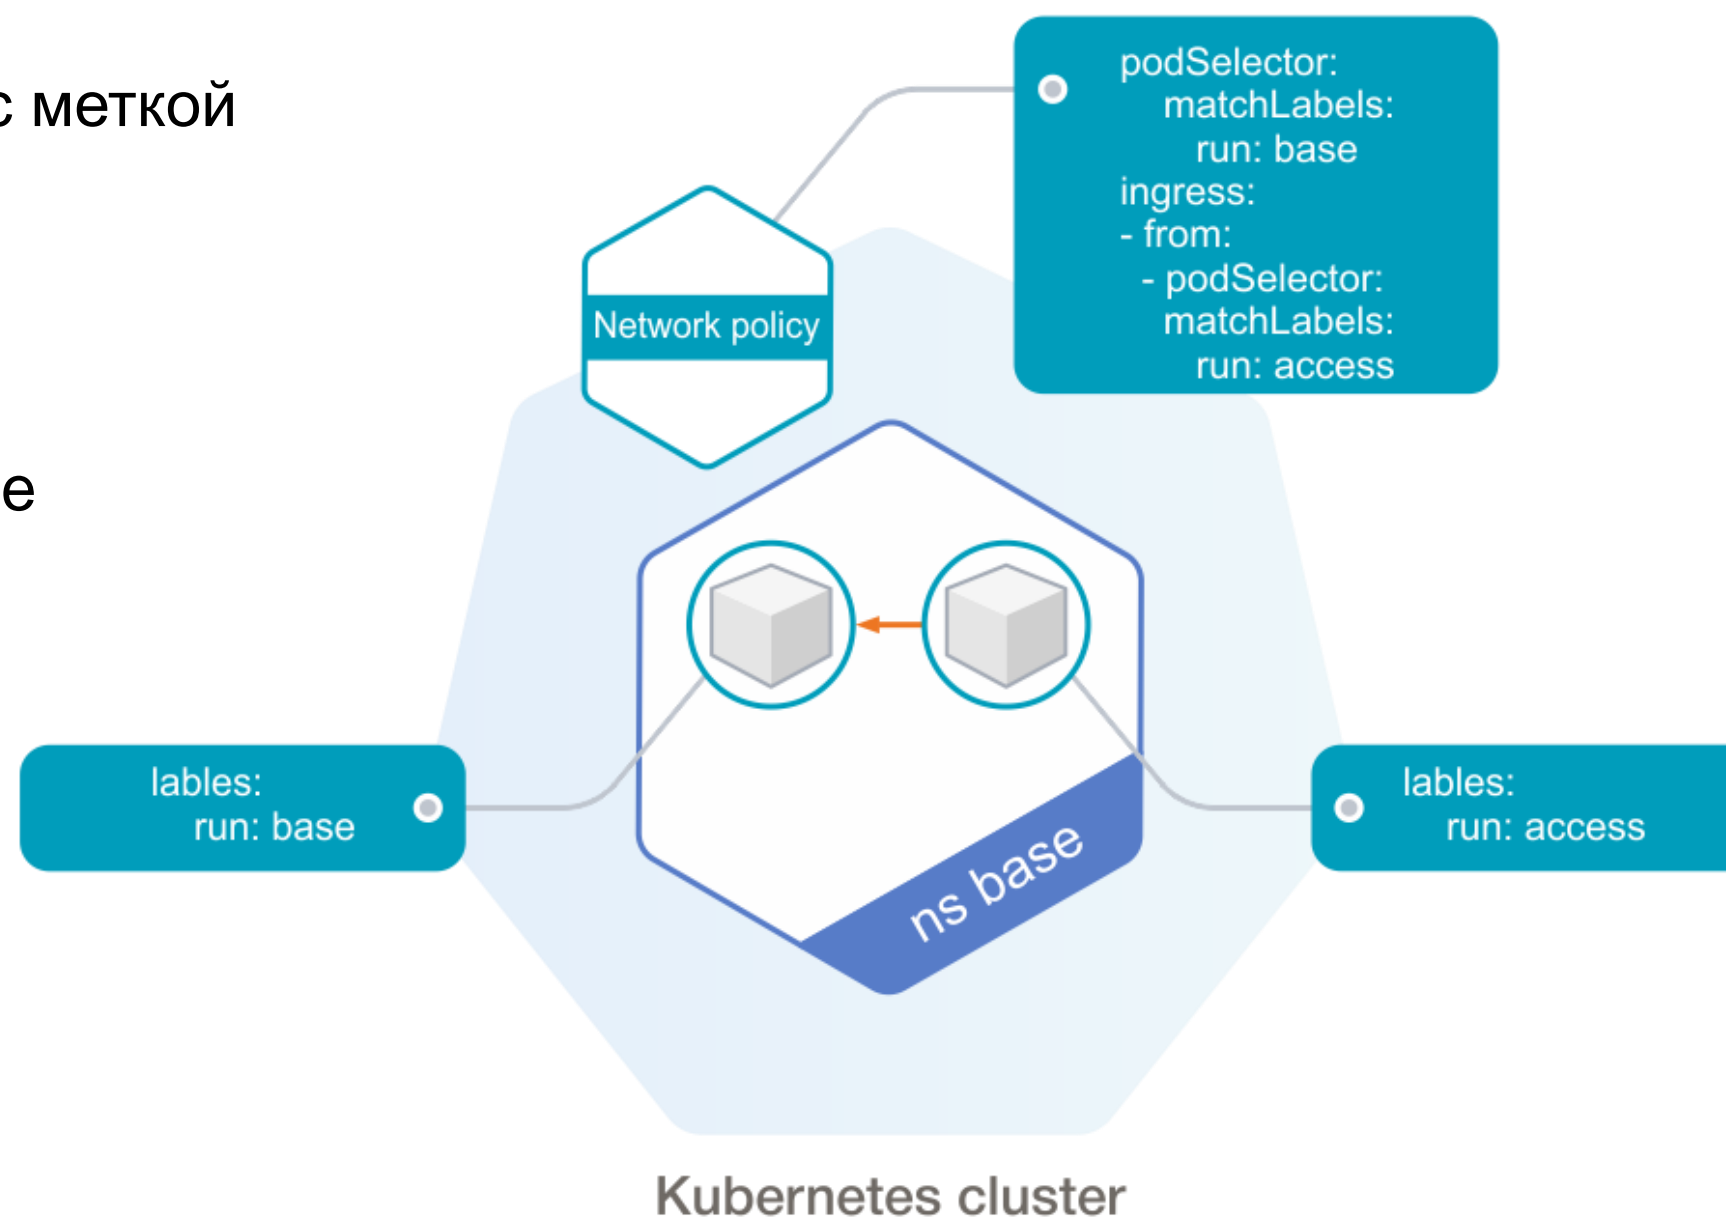 с меткой
е
podSelector:
matchLabels:
run: base
ingress:
- from:
- podSelector:
matchLabels:
run: access
Network policy
lables:
run: base
lables:
run: access
ns base
Kubernetes cluster